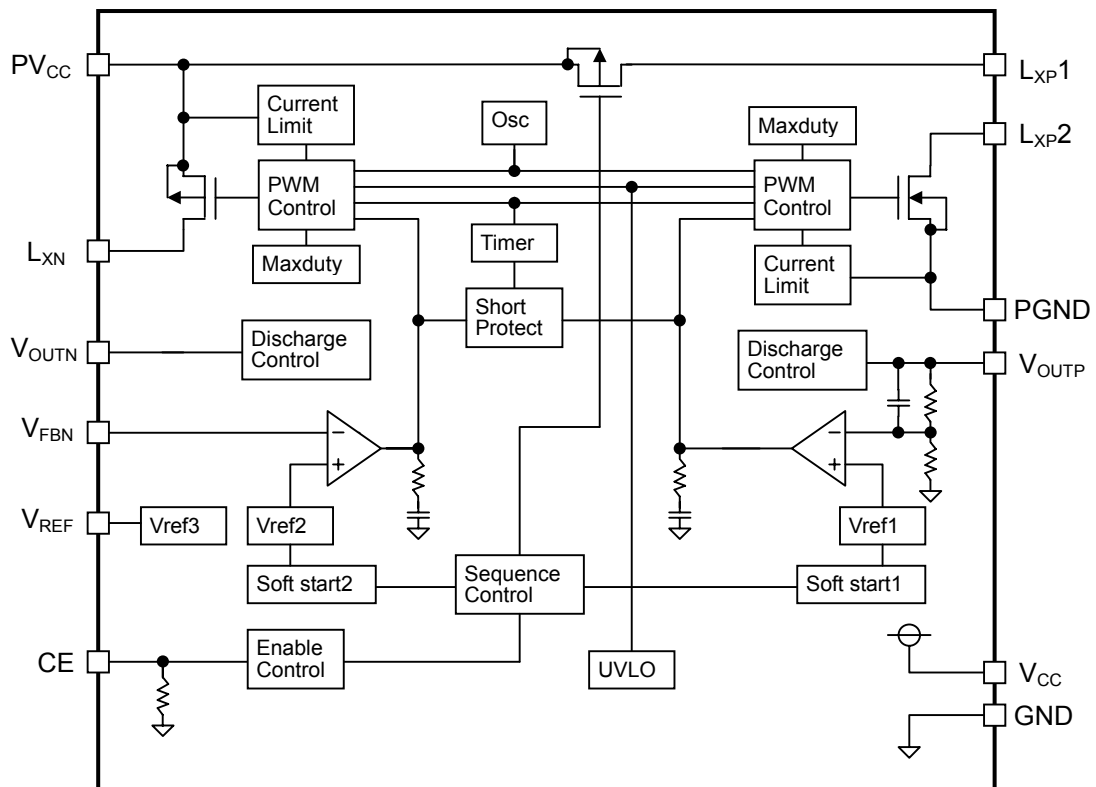 PVCC
LXP1
Current
Limit
Osc
Maxduty
LXP2
PWM
Control
PWM
Control
LXN
Maxduty
Timer
Current
Limit
Short
Protect
PGND
VOUTN
Discharge
Control
Discharge
Control
VOUTP
VFBN
−
+
−
+
VREF
Vref3
Vref2
Vref1
Soft start2
Sequence
Control
Soft start1
CE
Enable
Control
UVLO
VCC
GND